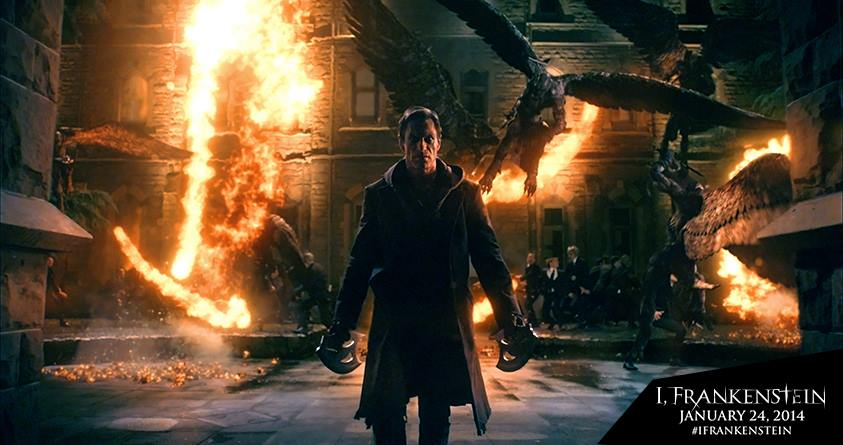 I, FRANKENSTEIN
JANUARY 24, 2014
#IFRANKENSTEIN